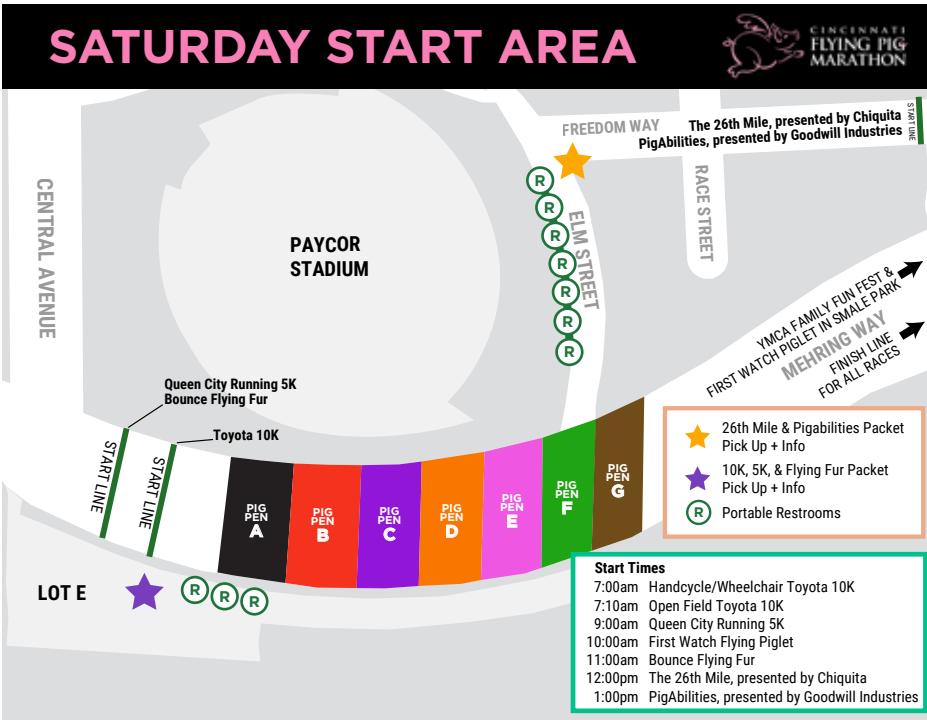 SATURDAY START AREA
CINCINNATI
FLYING PIG
MARATHON
FREEDOM WAY
The 26th Mile, presented by Chiquita
PigAbilities, presented by Goodwill Industries
START LINE
CENTRAL AVENUE
PAYCOR
STADIUM
R
R
R
R
R
R
R
ELM STREET
RACE STREET
YMCA FAMILY FUN FEST &
FIRST WATCH PIGLET IN SMALE PARK
MEHRING WAY
FINISH LINE
FOR ALL RACES
Queen City Running 5K
Bounce Flying Fur
Toyota 10K
START LINE
START LINE
PIG
PEN
A
PIG
PEN
B
PIG
PEN
C
PIG
PEN
D
PIG
PEN
E
PIG
PEN
F
PIG
PEN
G
26th Mile & Pigabilities Packet
Pick Up + Info
10K, 5K, & Flying Fur Packet
Pick Up + Info
R Portable Restrooms
LOT E
R
R
R
Start Times
7:00am Handcycle/Wheelchair Toyota 10K
7:10am Open Field Toyota 10K
9:00am Queen City Running 5K
10:00am First Watch Flying Piglet
11:00am Bounce Flying Fur
12:00pm The 26th Mile, presented by Chiquita
1:00pm PigAbilities, presented by Goodwill Industries